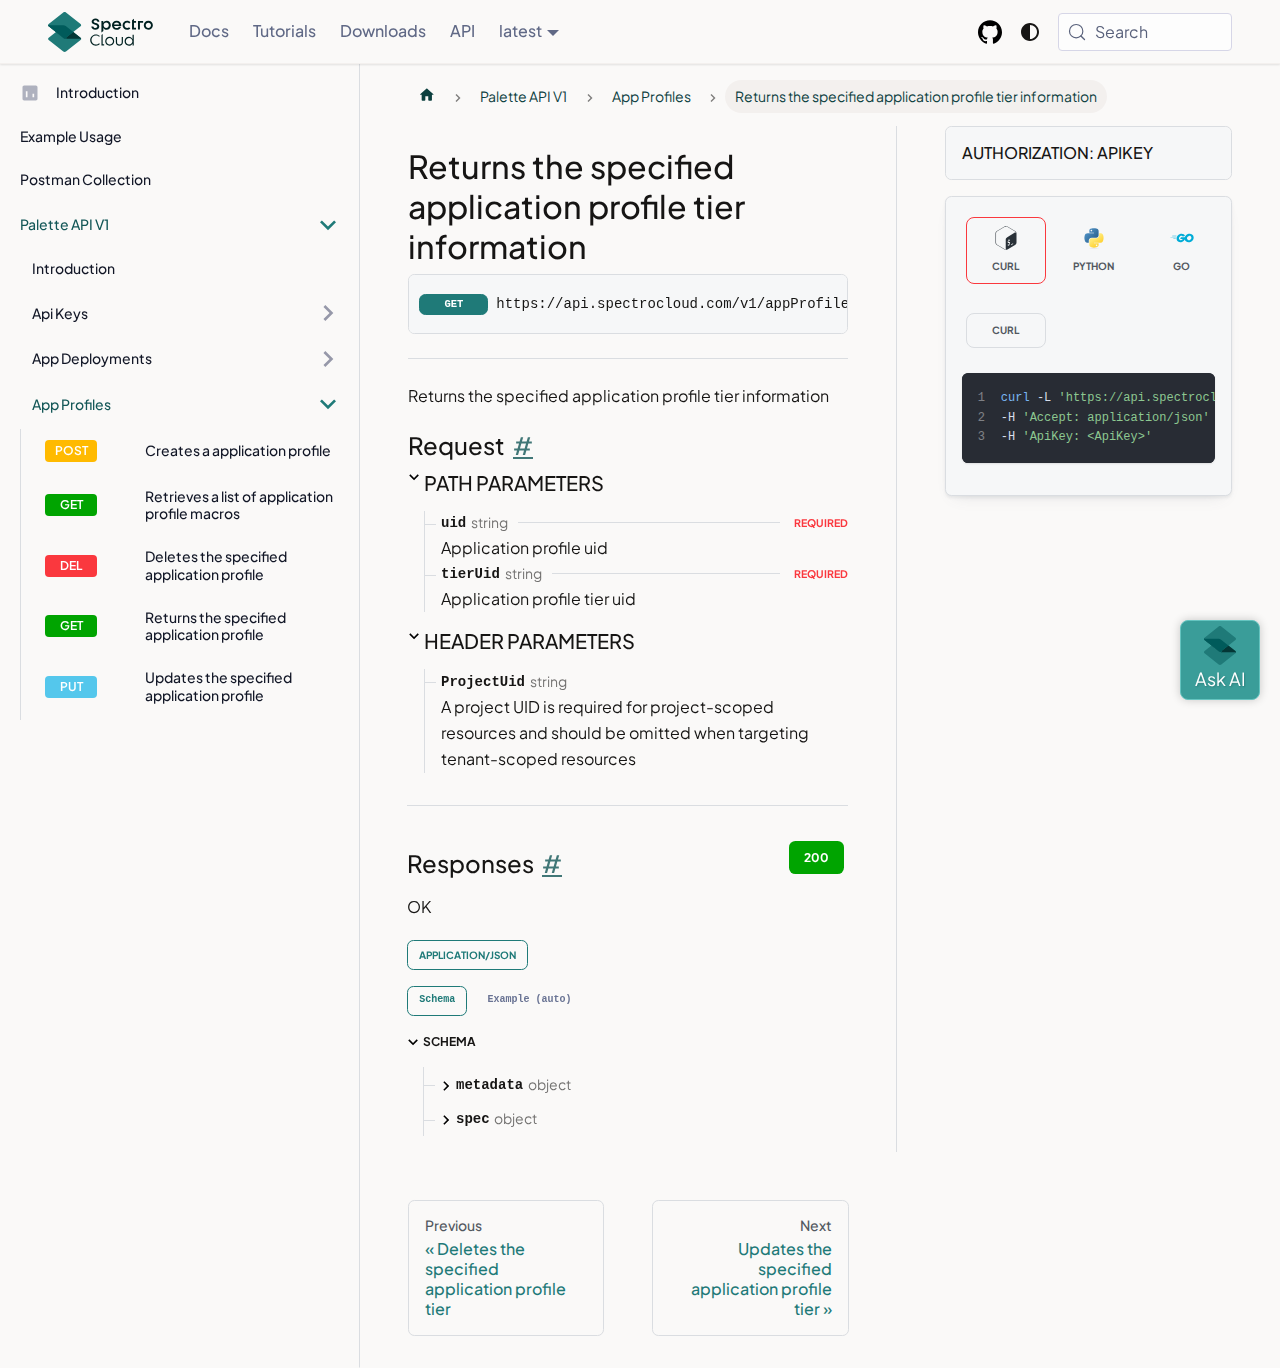 Spectro Cloud
Docs
Tutorials
Downloads
API
latest
Search
Introduction
Example Usage
Postman Collection
Palette API V1
Introduction
Api Keys
App Deployments
App Profiles
POST Creates a application profile
GET Retrieves a list of application
profile macros
DEL Deletes the specified
application profile
GET Returns the specified
application profile
PUT Updates the specified
application profile
Palette API V1
App Profiles
Returns the specified application profile tier information
Returns the specified
application profile tier
information
GET https://api.spectrocloud.com/v1/appProfile
Returns the specified application profile tier information
Request #
PATH PARAMETERS
uid string REQUIRED
Application profile uid
tierUid string REQUIRED
Application profile tier uid
HEADER PARAMETERS
ProjectUid string
A project UID is required for project-scoped
resources and should be omitted when targeting
tenant-scoped resources
Responses #
200
OK
APPLICATION/JSON
Schema
Example (auto)
SCHEMA
metadata object
spec object
Previous
« Deletes the
specified
application profile
tier
Next
Updates the
specified
application profile
tier »
AUTHORIZATION: APIKEY
CURL
PYTHON
GO
CURL
1 curl -L 'https://api.spectrocl
2 -H 'Accept: application/json'
3 -H 'ApiKey: <ApiKey>'
Ask AI